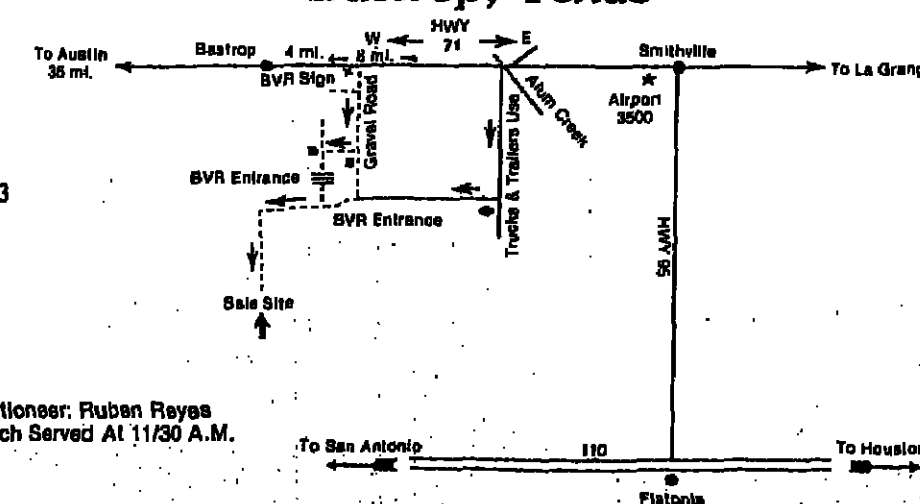 HWY
71
W
E
To Austin
35 mi.
Bastrop
4 mi.
8 mi.
Smithville
To La Grang
BVR Sign
Gravel Road
Trucks & Trailers Use
Alum Creek
Airport
3500
3
BVR Entrance
BVR Entrance
HWY 95
Sale Site
tioneer: Ruben Reyes
ch Served At 11/30 A.M.
To San Antonio
I10
To Houston
Flatonia